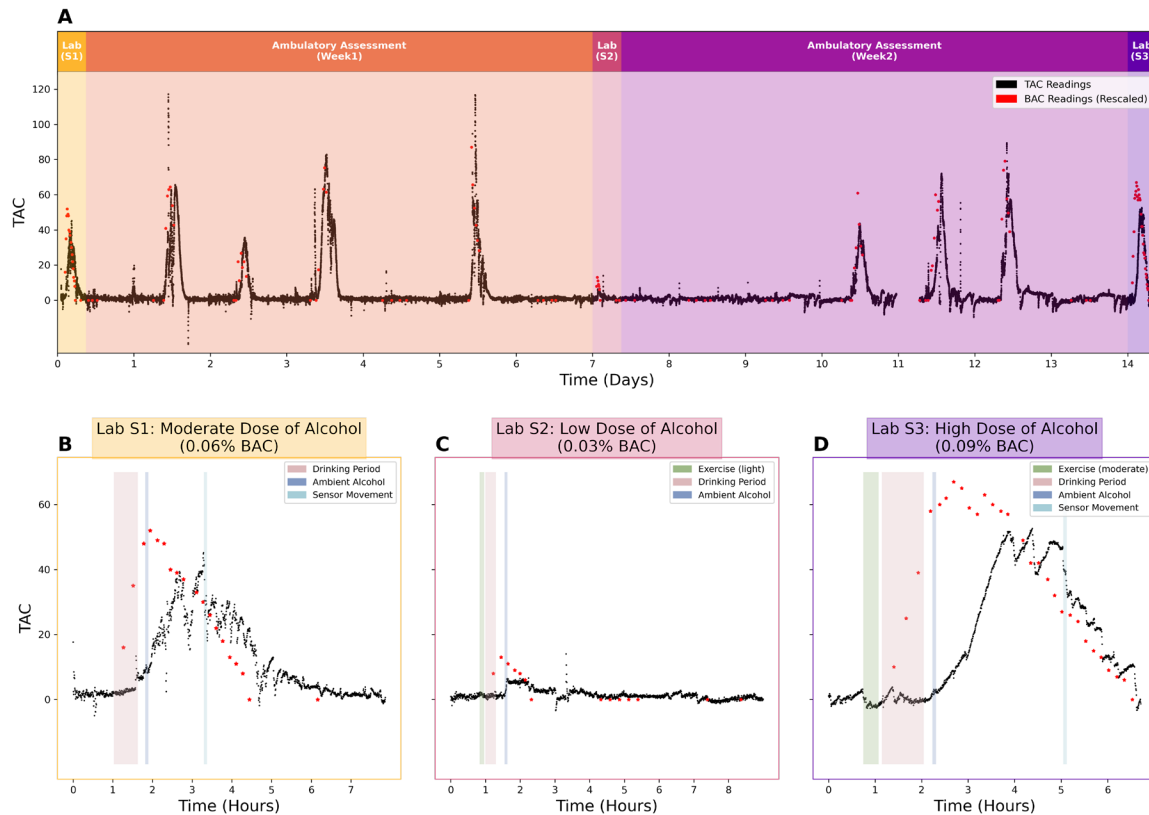 A
Lab
(S1)
Ambulatory Assessment
(Week1)
Lab
(S2)
Ambulatory Assessment
(Week2)
Lab
(S3)
TAC Readings
BAC Readings (Rescaled)
120
100
80
60
40
20
0
TAC
0 1 2 3 4 5 6 7 8 9 10 11 12 13 14
Time (Days)
B
Lab S1: Moderate Dose of Alcohol
(0.06% BAC)
Drinking Period
Ambient Alcohol
Sensor Movement
60
40
20
0
TAC
0 1 2 3 4 5 6 7
Time (Hours)
C
Lab S2: Low Dose of Alcohol
(0.03% BAC)
Exercise (light)
Drinking Period
Ambient Alcohol
0 1 2 3 4 5 6 7 8
Time (Hours)
D
Lab S3: High Dose of Alcohol
(0.09% BAC)
Exercise (moderate)
Drinking Period
Ambient Alcohol
Sensor Movement
0 1 2 3 4 5 6
Time (Hours)